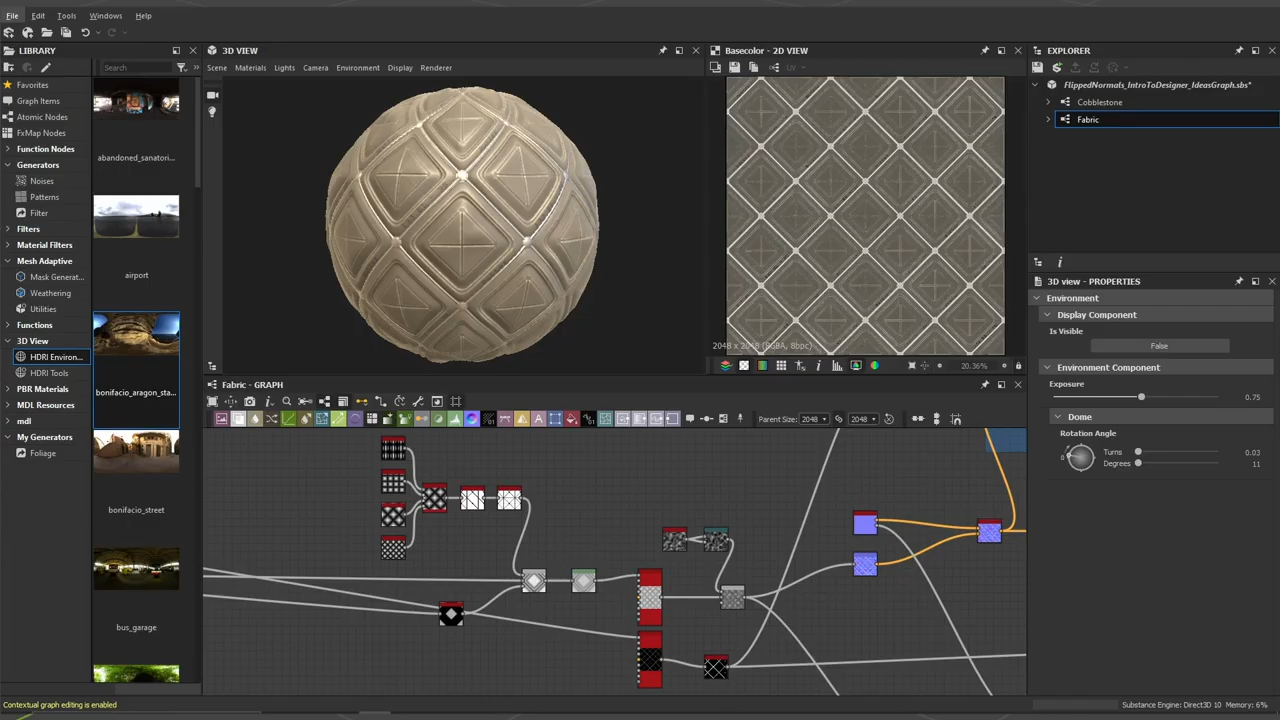 File Edit Tools Windows Help
LIBRARY
Search
Favorites
Graph Items
Atomic Nodes
FxMap Nodes
Function Nodes
Generators
Noises
Patterns
Filter
Filters
Material Filters
Mesh Adaptive
Mask Generat...
Weathering
Utilities
Functions
3D View
HDRI Environ...
HDRI Tools
PBR Materials
MDL Resources
mdl
My Generators
Foliage
abandoned_sanatori...
airport
bonifacio_aragon_sta...
bonifacio_street
bus_garage
3D VIEW
Scene Materials Lights Camera Environment Display Renderer
Basecolor - 2D VIEW
UV
2048 x 2048 (RGBA, 8bpc)
20.36%
Fabric - GRAPH
Parent Size: 2048 2048
EXPLORER
FlippedNormals_IntroToDesigner_IdeasGraph.sbs*
Cobblestone
Fabric
3D view - PROPERTIES
Environment
Display Component
Is Visible
False
Environment Component
Exposure
0.75
Dome
Rotation Angle
0
Turns 0.03
Degrees 11
Contextual graph editing is enabled
Substance Engine: Direct3D 10 Memory: 6%